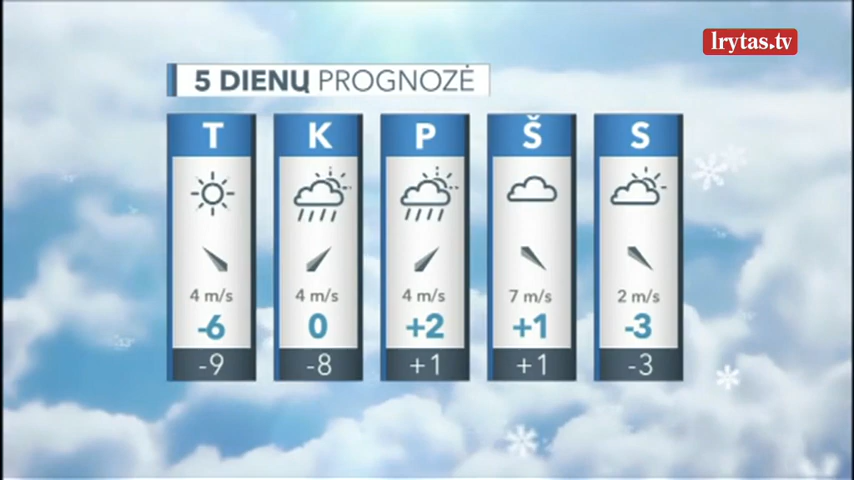 lrytas.tv
5 DIENŲ PROGNOZĖ
T K P Š S
4 m/s 4 m/s 4 m/s 7 m/s 2 m/s
-6 0 +2 +1 -3
-9 -8 +1 +1 -3